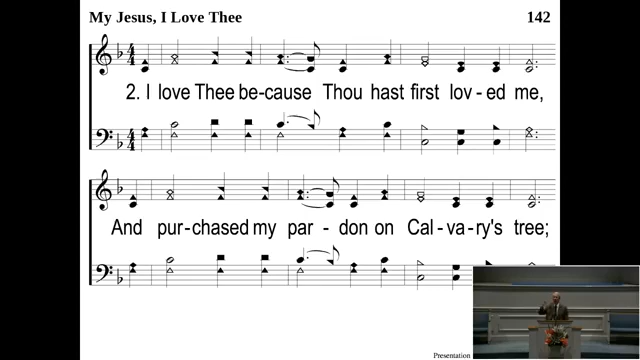 My Jesus, I Love Thee 142
2. I love Thee be-cause Thou hast first lov-ed me,
And pur-chased my par-don on Cal-va-ry's tree;
Presentation